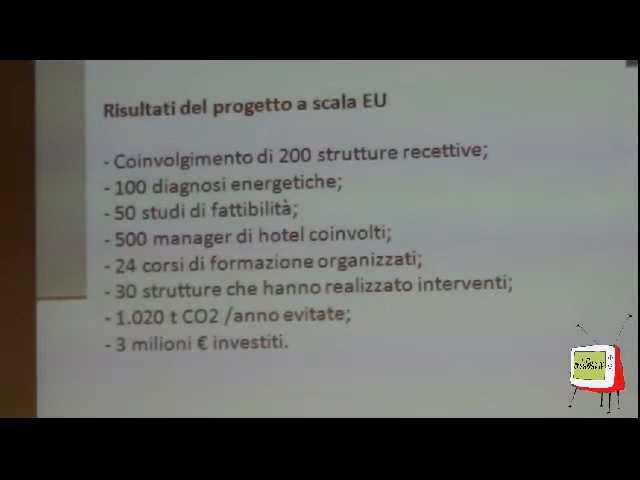 Risultati del progetto a scala EU
- Coinvolgimento di 200 strutture recettive;
- 100 diagnosi energetiche;
- 50 studi di fattibilità;
- 500 manager di hotel coinvolti;
- 24 corsi di formazione organizzati;
- 30 strutture che hanno realizzato interventi;
- 1.020 t CO2 /anno evitate;
- 3 milioni € investiti.